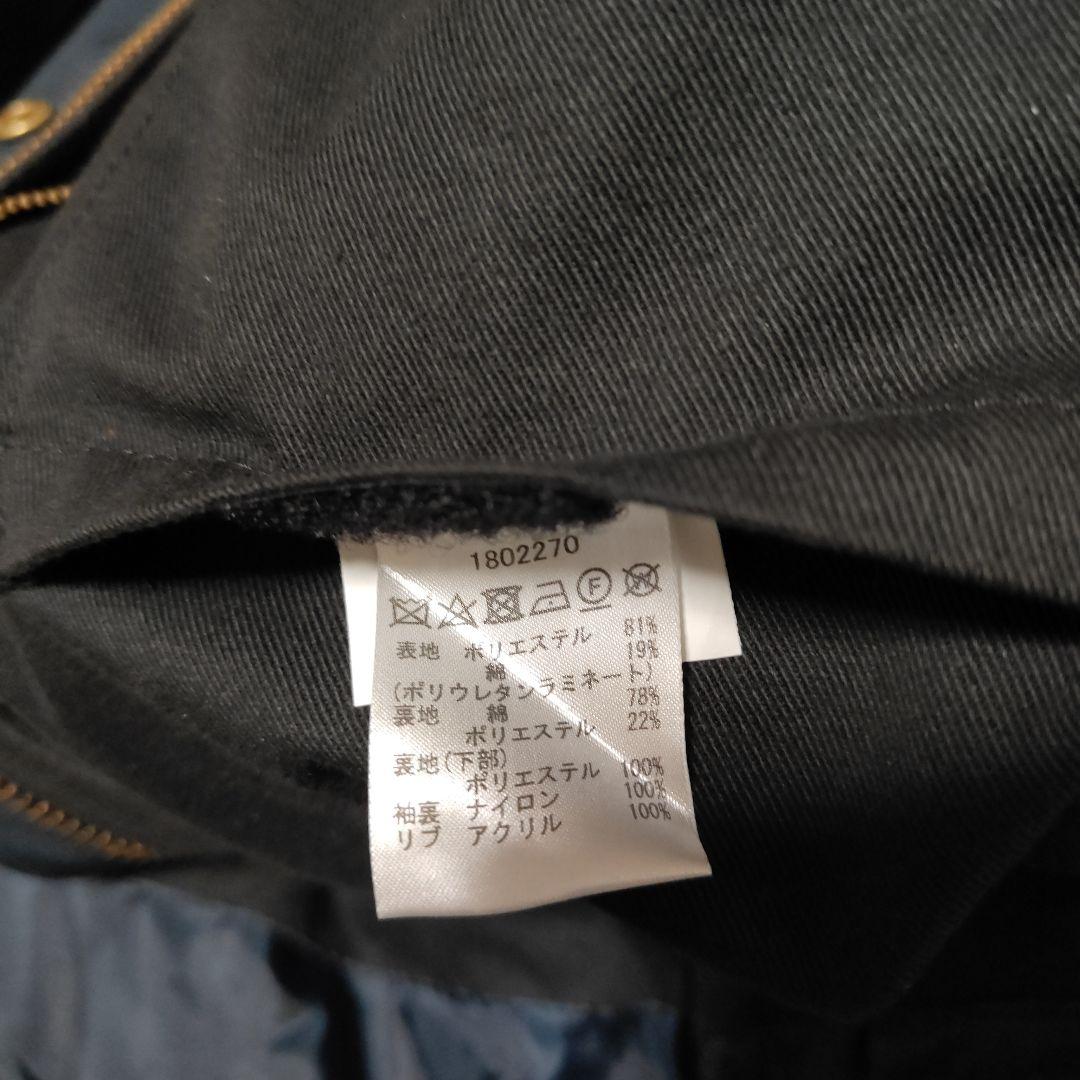 1802270
F W
表地 ポリエステル 81%
綿 19%
(ポリウレタンラミネート)
裏地 綿 78%
ポリエステル 22%
裏地(下部)
ポリエステル 100%
袖裏 ナイロン 100%
リブ アクリル 100%